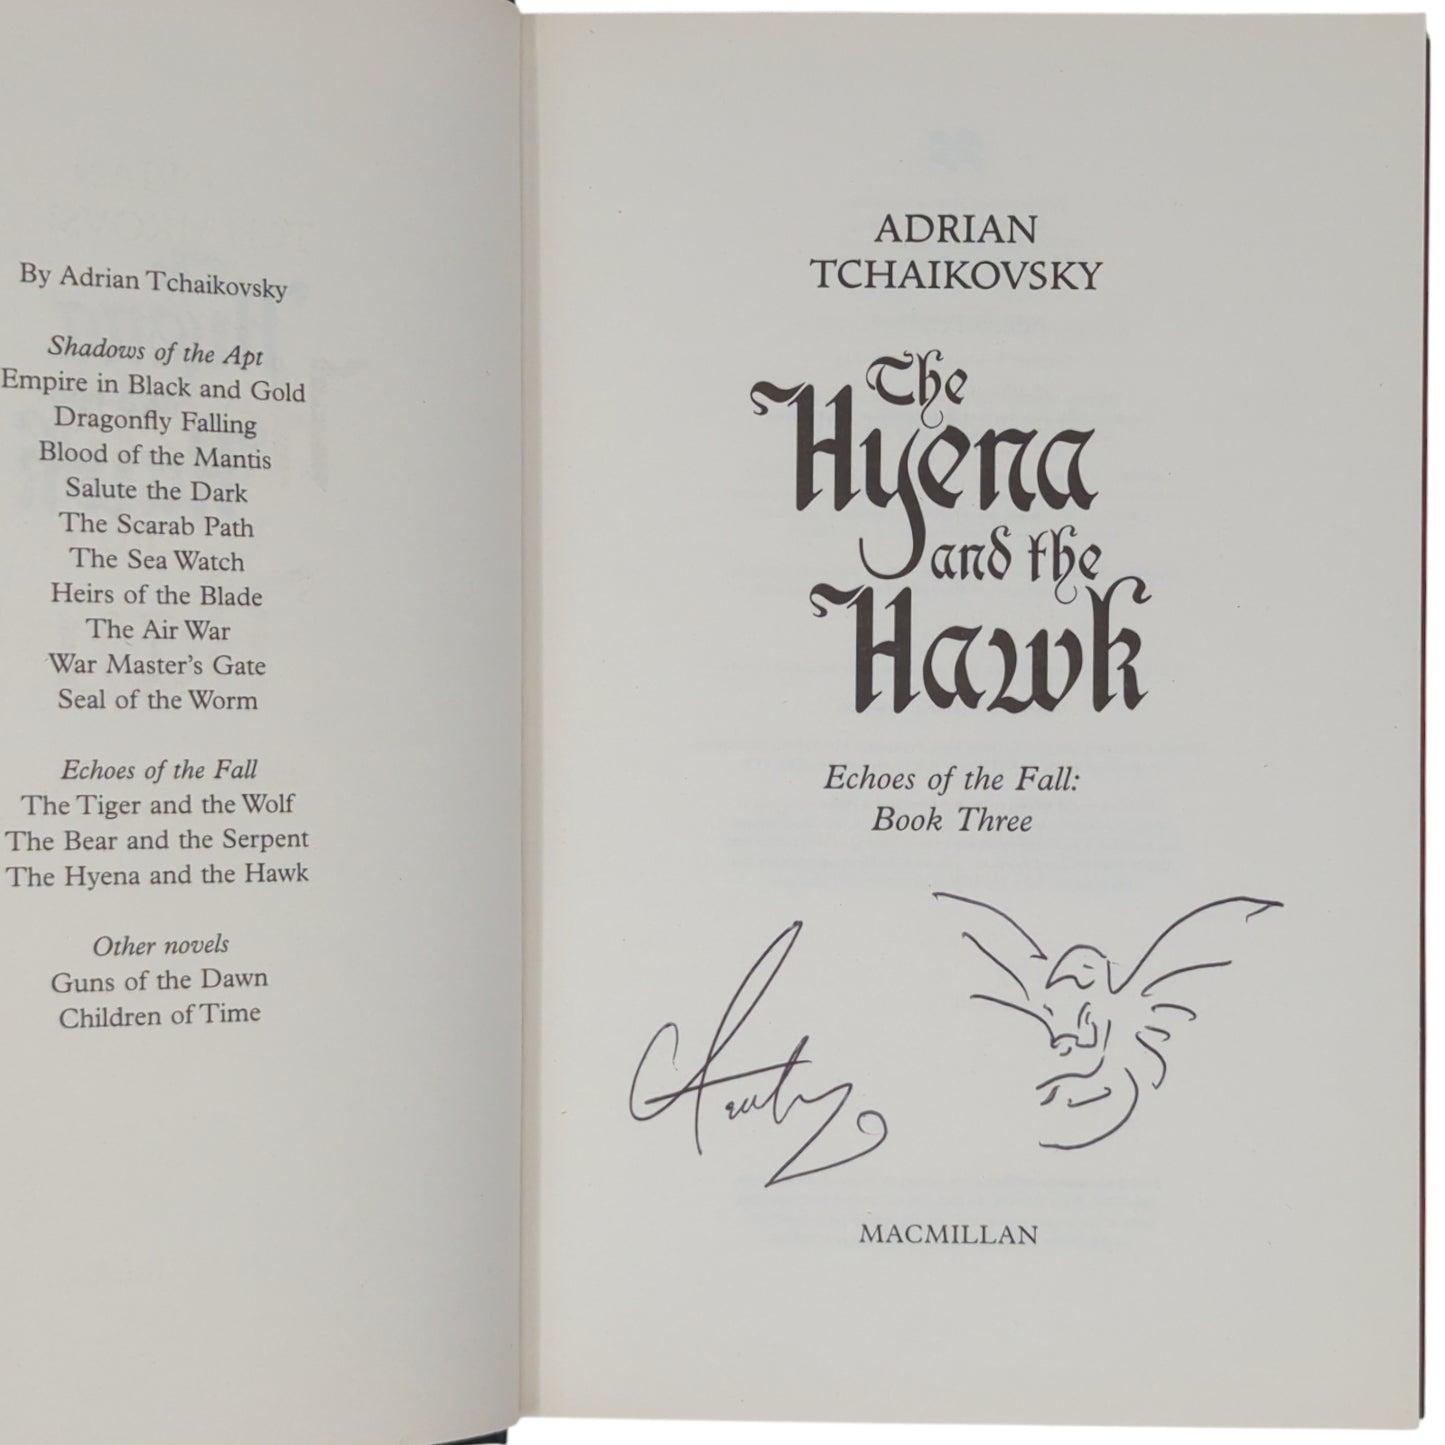 By Adrian Tchaikovsky
Shadows of the Apt
Empire in Black and Gold
Dragonfly Falling
Blood of the Mantis
Salute the Dark
The Scarab Path
The Sea Watch
Heirs of the Blade
The Air War
War Master's Gate
Seal of the Worm
Echoes of the Fall
The Tiger and the Wolf
The Bear and the Serpent
The Hyena and the Hawk
Other novels
Guns of the Dawn
Children of Time
ADRIAN
TCHAIKOVSKY
The
Hyena
and the
Hawk
Echoes of the Fall:
Book Three
MACMILLAN